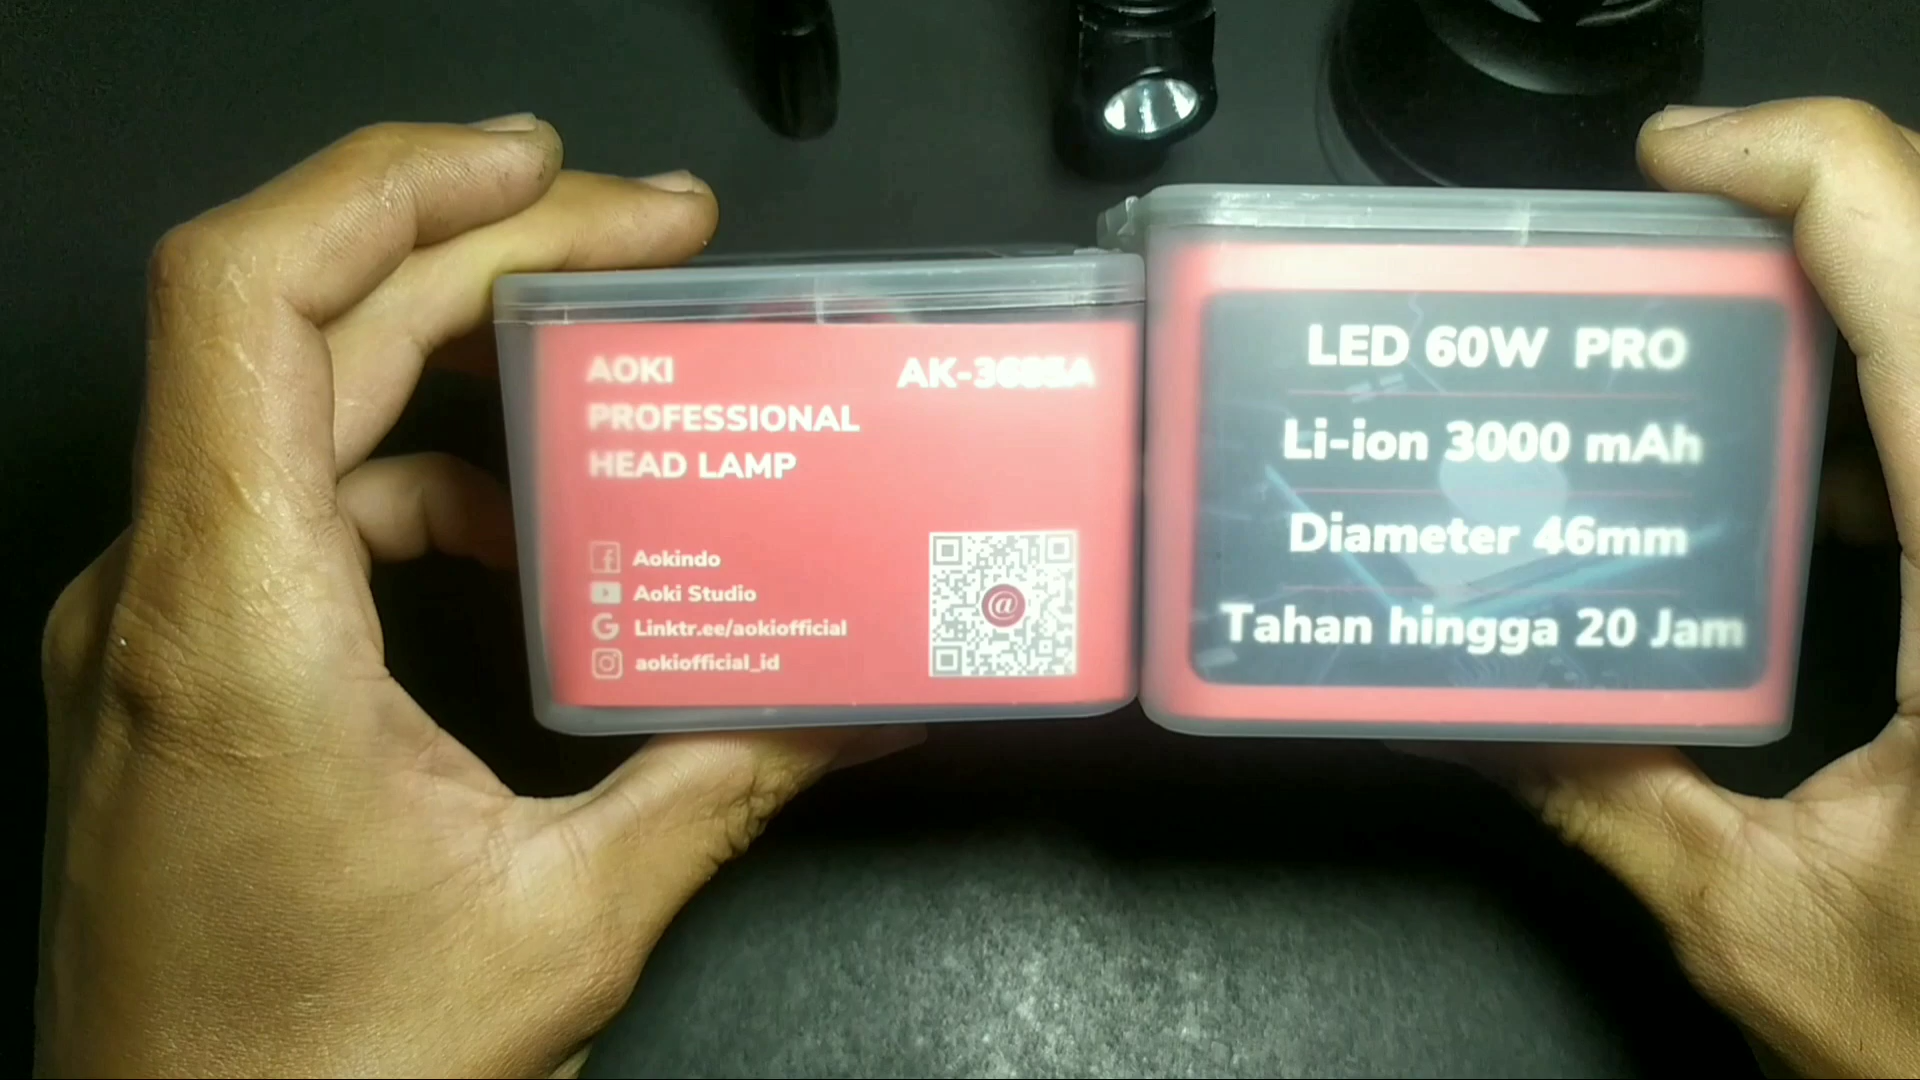 AOKI
PROFESSIONAL
HEAD LAMP
Aokindo
Aoki Studio
Linktr.ee/aokiofficial
aokiofficial_id
LED 60W PRO
Li-ion 3000 mAh
Diameter 46mm
Tahan hingga 20 Jam